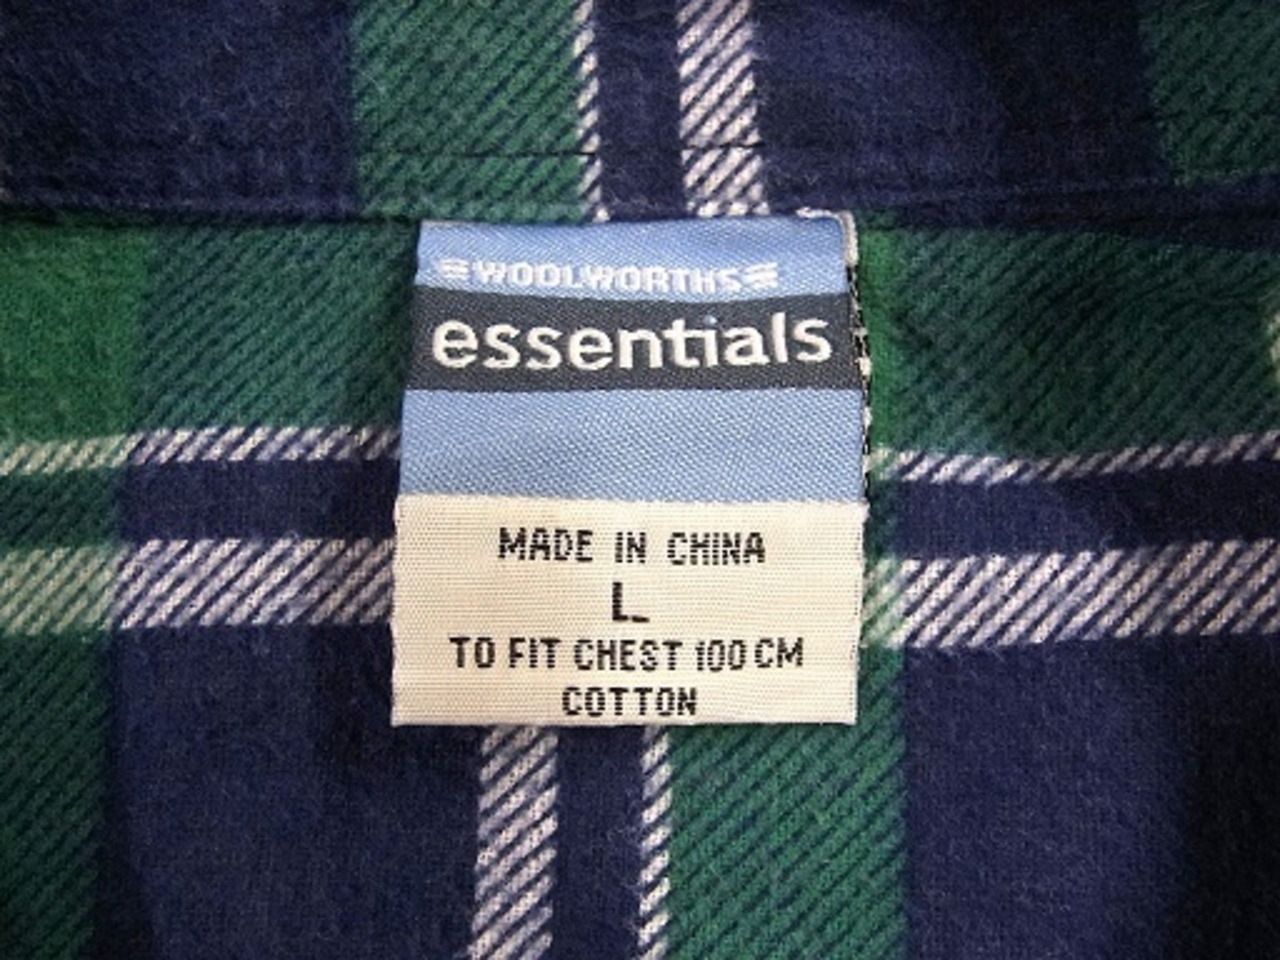 WOOLWORTHS
essentials
MADE IN CHINA
L
TO FIT CHEST 100 CM
COTTON